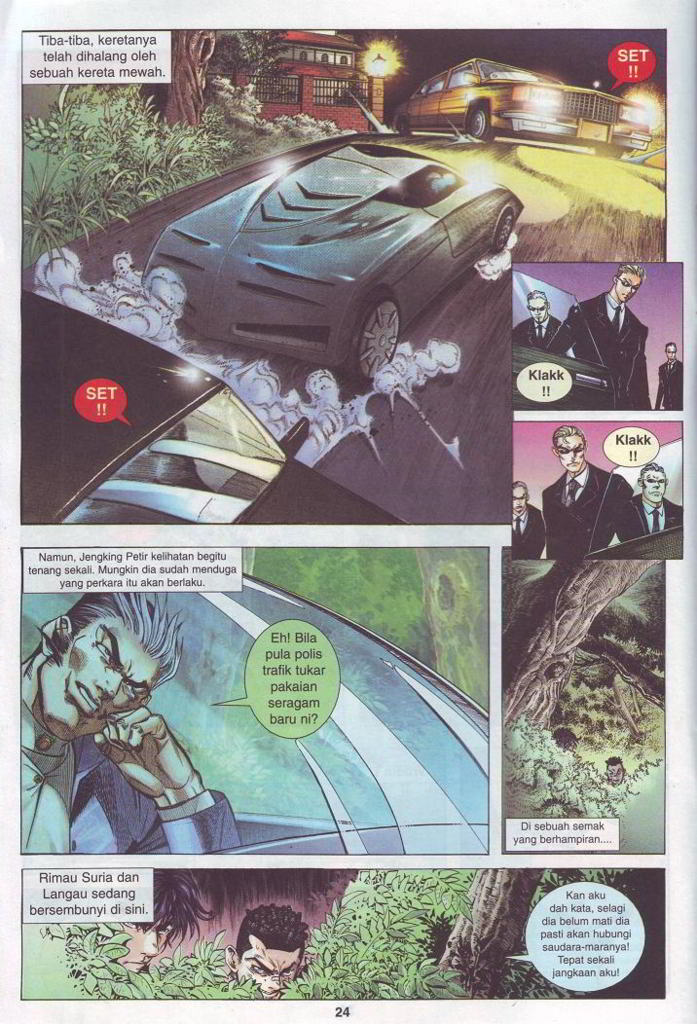 Tiba-tiba, keretanya
telah dihalang oleh
sebuah kereta mewah.
SET
!!
SET
!!
Klakk
!!
Klakk
!!
Namun, Jengking Petir kelihatan begitu
tenang sekali. Mungkin dia sudah menduga
yang perkara itu akan berlaku.
Eh! Bila
pula polis
trafik tukar
pakaian
seragam
baru ni?
Di sebuah semak
yang berhampiran....
Rimau Suria dan
Langau sedang
bersembunyi di sini.
Kan aku
dah kata, selagi
dia belum mati dia
pasti akan hubungi
saudara-maranya!
Tepat sekali
jangkaan aku!
24